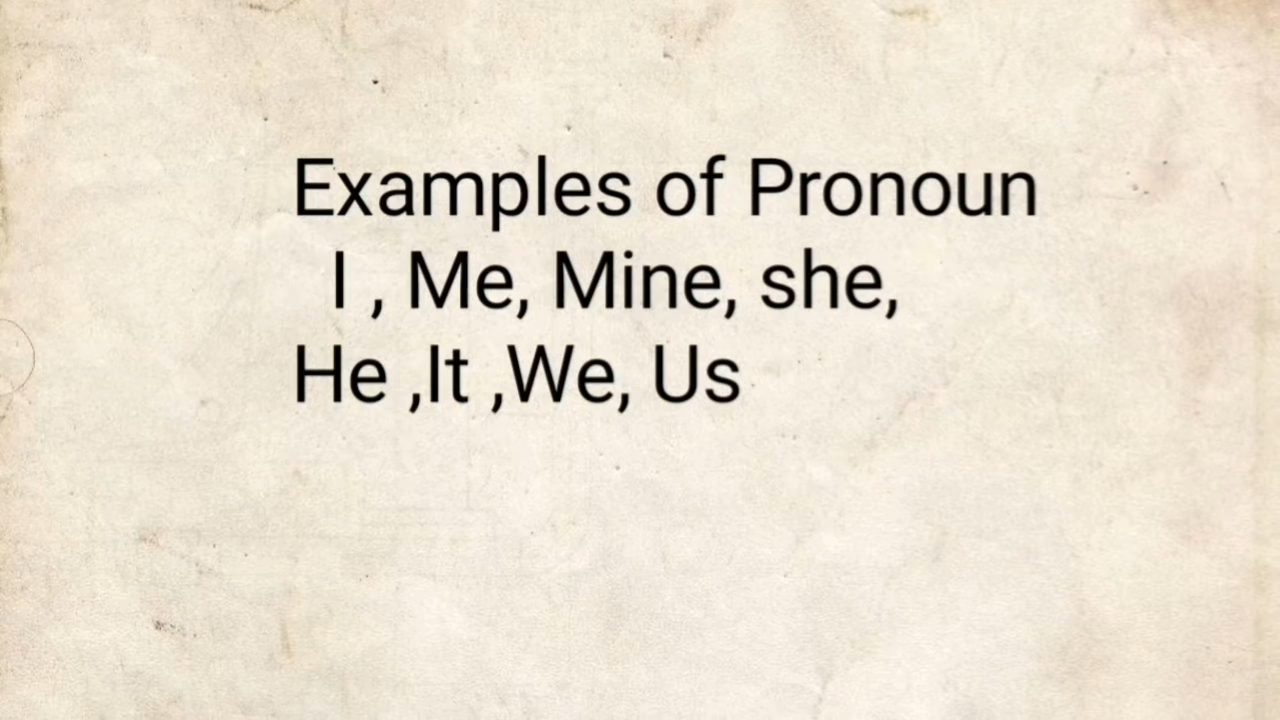 Examples of Pronoun
I , Me, Mine, she,
He ,It ,We, Us